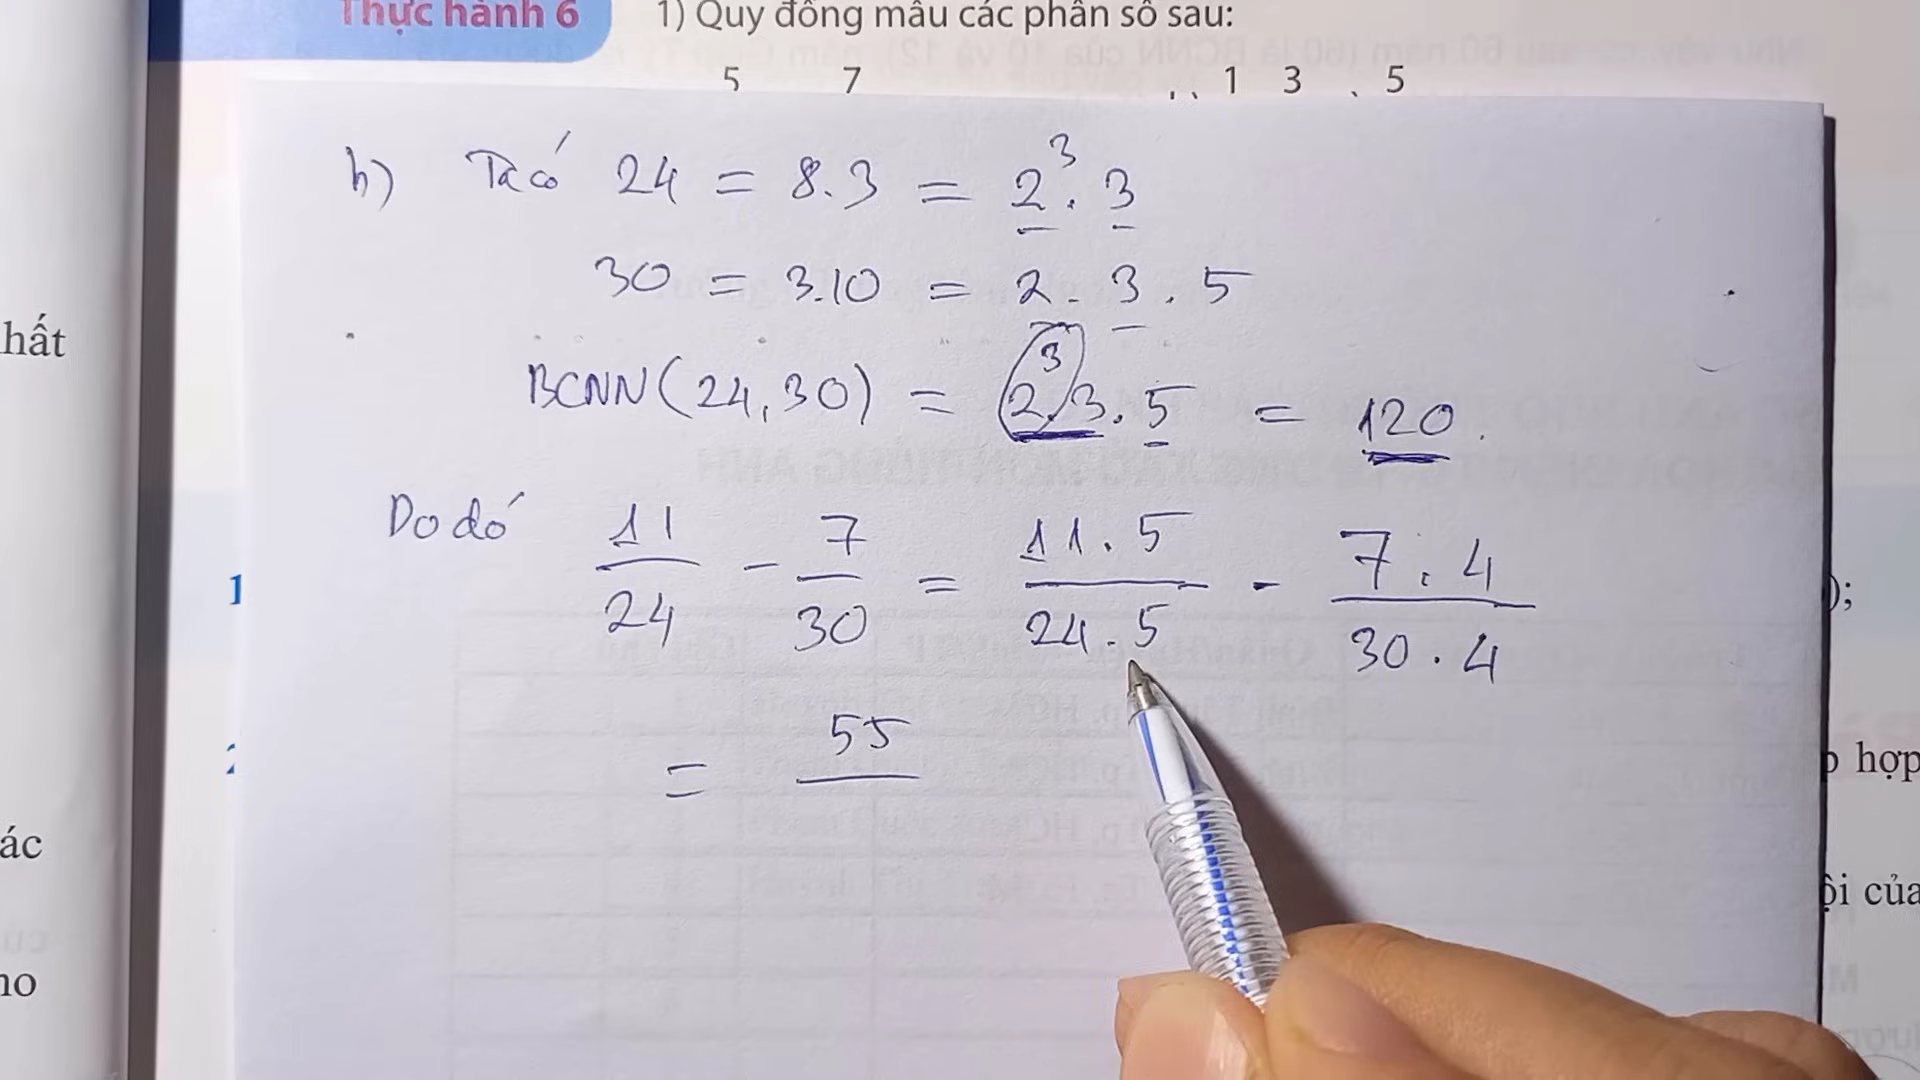 Thực hành 6 1) Quy đồng mẫu các phân số sau:
5 7 1 3 5
b) Ta có 24 = 8.3 = 2³.3
30 = 3.10 = 2.3.5
BCNN(24,30) = 2³.3.5 = 120.
Do đó 11/24 - 7/30 = 11.5/24.5 - 7.4/30.4
= 55
hất
ác
ho
1
);
p hợp
ội của